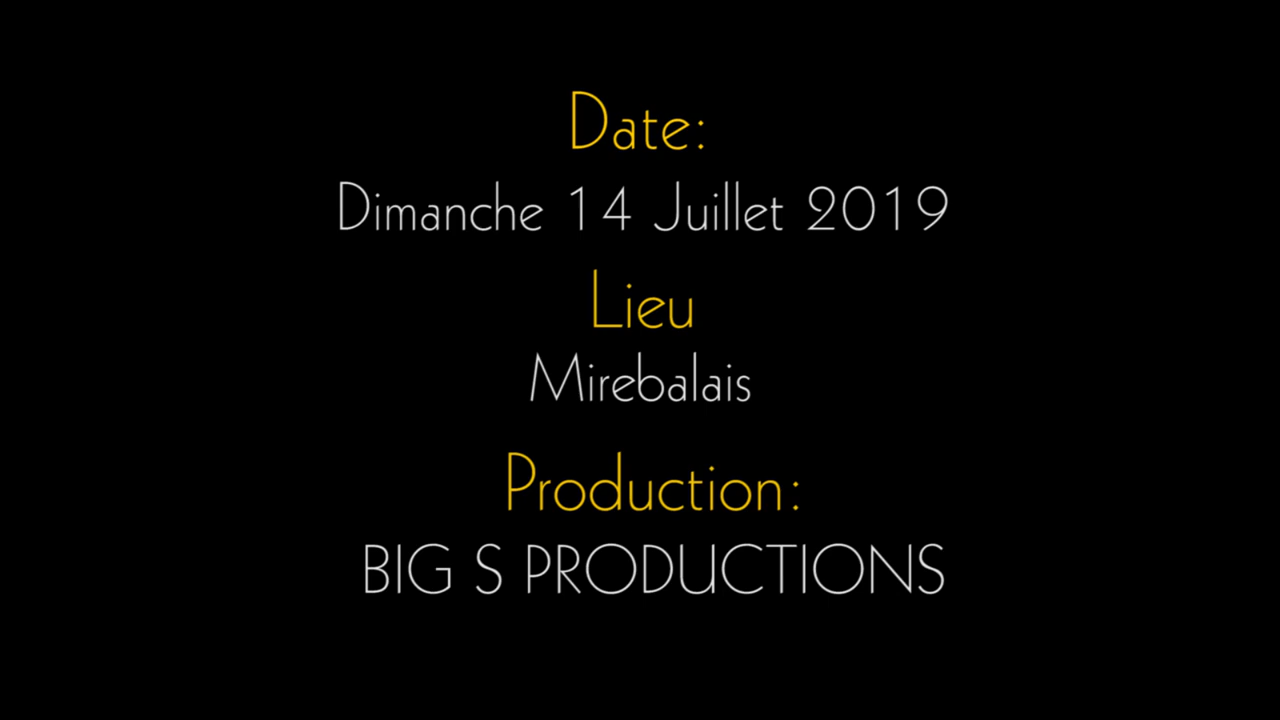 Date:
Dimanche 14 Juillet 2019
Lieu
Mirebalais
Production:
BIG S PRODUCTIONS